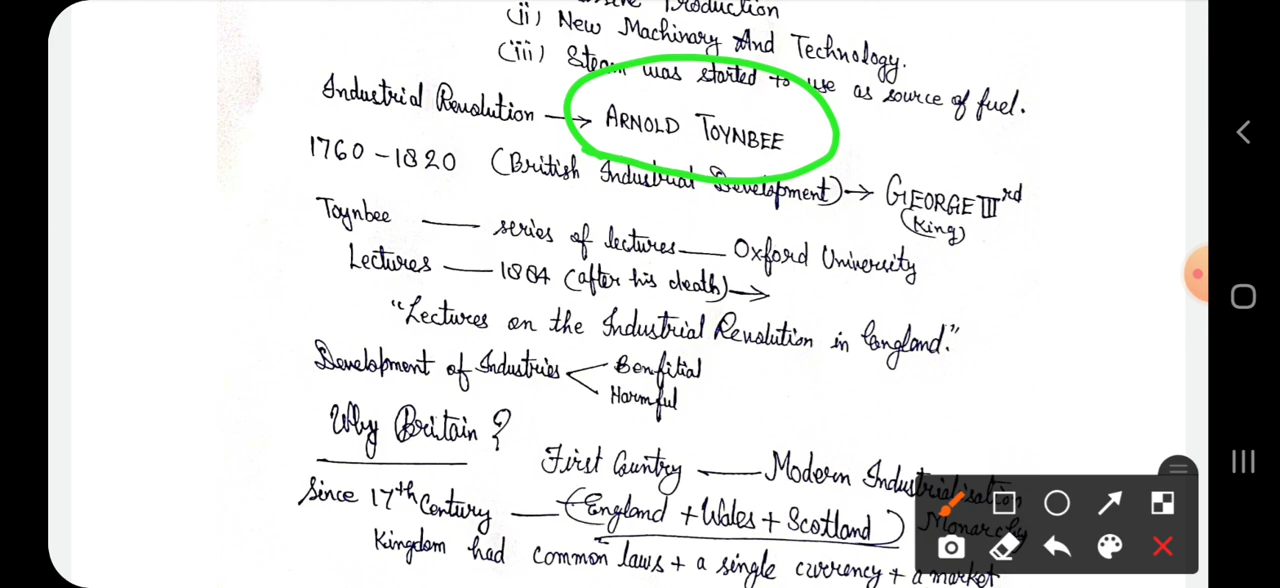 Production
(ii) New Machinary And Technology.
(iii) Steam was started to use as source of fuel.
Industrial Revolution → ARNOLD TOYNBEE
1760-1820 (British Industrial Development) → GEORGE IIIrd
(King)
Toynbee — series of lectures — Oxford University
Lectures — 1884 (after his death) →
"Lectures on the Industrial Revolution in England."
Development of Industries < Benfitial
Harmful
Why Britain ?
First Country — Modern Industrialisation
Since 17th Century — (England + Wales + Scotland) Monarchy
Kingdom had common laws + a single currency + a market